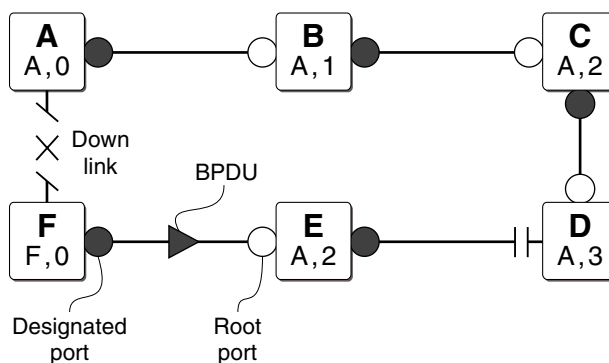 A
A,0
B
A,1
C
A,2
Down
link
BPDU
F
F,0
E
A,2
D
A,3
Designated
port
Root
port